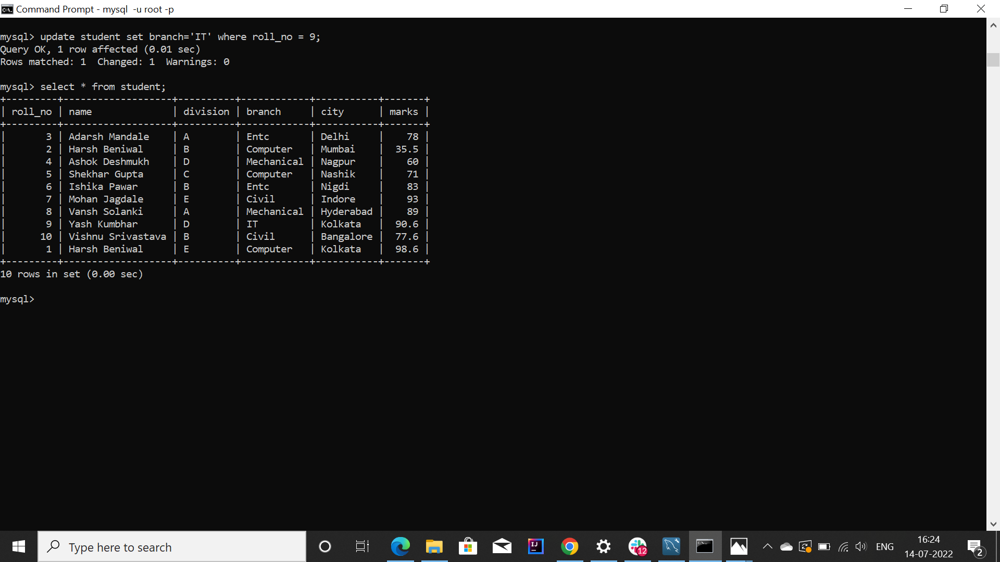 Command Prompt - mysql  -u root -p
mysql> update student set branch='IT' where roll_no = 9;
Query OK, 1 row affected (0.01 sec)
Rows matched: 1  Changed: 1  Warnings: 0
mysql> select * from student;
+---------+-------------------+----------+------------+-----------+-------+
| roll_no | name              | division | branch     | city      | marks |
+---------+-------------------+----------+------------+-----------+-------+
|       3 | Adarsh Mandale    | A        | Entc       | Delhi     |    78 |
|       2 | Harsh Beniwal     | B        | Computer   | Mumbai    |  35.5 |
|       4 | Ashok Deshmukh    | D        | Mechanical | Nagpur    |    60 |
|       5 | Shekhar Gupta     | C        | Computer   | Nashik    |    71 |
|       6 | Ishika Pawar      | B        | Entc       | Nigdi     |    83 |
|       7 | Mohan Jagdale     | E        | Civil      | Indore    |    93 |
|       8 | Vansh Solanki     | A        | Mechanical | Hyderabad |    89 |
|       9 | Yash Kumbhar      | D        | IT         | Kolkata   |  90.6 |
|      10 | Vishnu Srivastava | B        | Civil      | Bangalore |  77.6 |
|       1 | Harsh Beniwal     | E        | Computer   | Kolkata   |  98.6 |
+---------+-------------------+----------+------------+-----------+-------+
10 rows in set (0.00 sec)
mysql>
Type here to search
IJ
12
ENG
16:24
14-07-2022
2